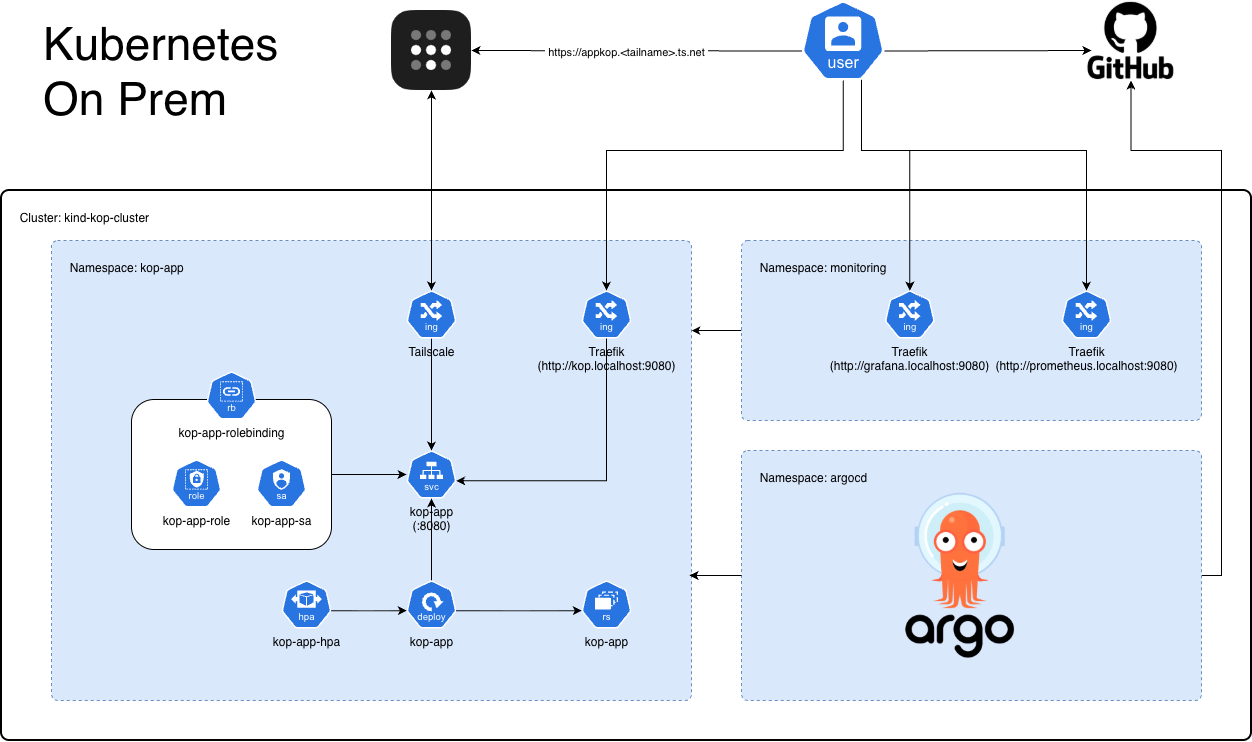 Kubernetes
On Prem
https://appkop.<tailname>.ts.net
user
GitHub
Cluster: kind-kop-cluster
Namespace: kop-app
ing
Tailscale
ing
Traefik
(http://kop.localhost:9080)
rb
kop-app-rolebinding
role
kop-app-role
sa
kop-app-sa
svc
kop-app
(:8080)
hpa
kop-app-hpa
deploy
kop-app
rs
kop-app
Namespace: monitoring
ing
Traefik
(http://grafana.localhost:9080)
ing
Traefik
(http://prometheus.localhost:9080)
Namespace: argocd
argo